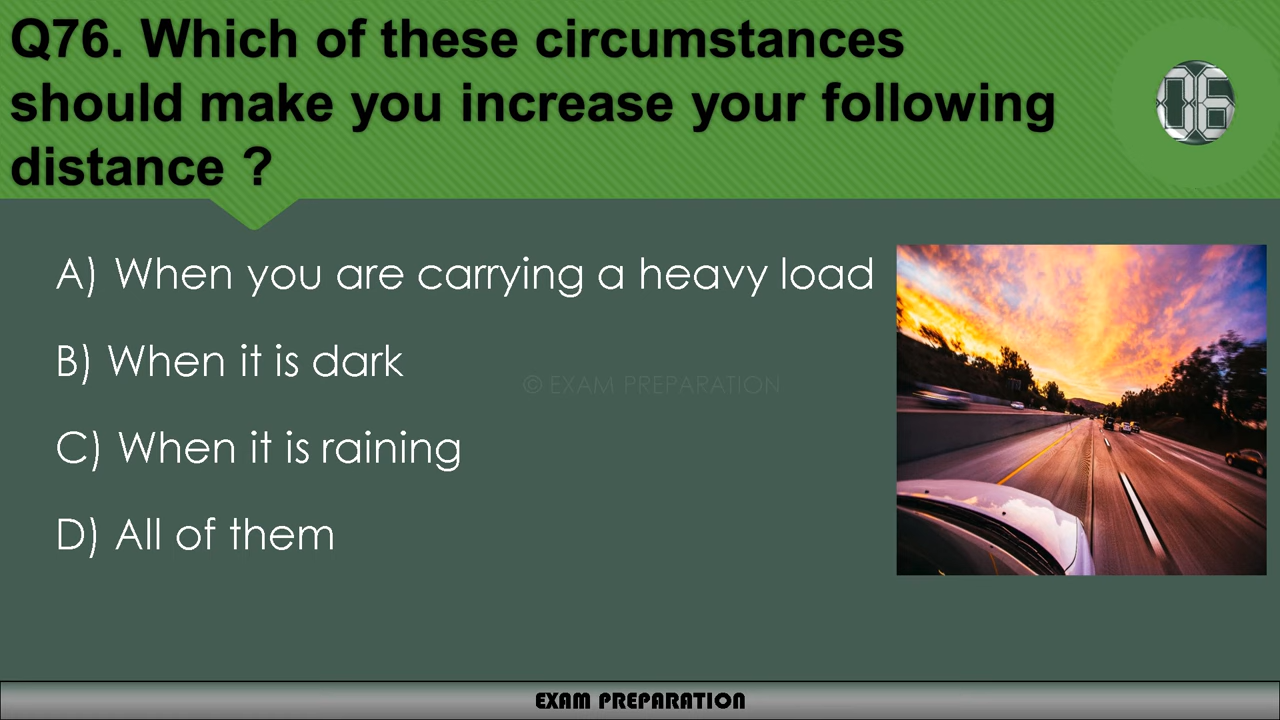 Q76. Which of these circumstances
should make you increase your following
distance ?
06
A) When you are carrying a heavy load
B) When it is dark
© EXAM PREPARATION
C) When it is raining
D) All of them
EXAM PREPARATION